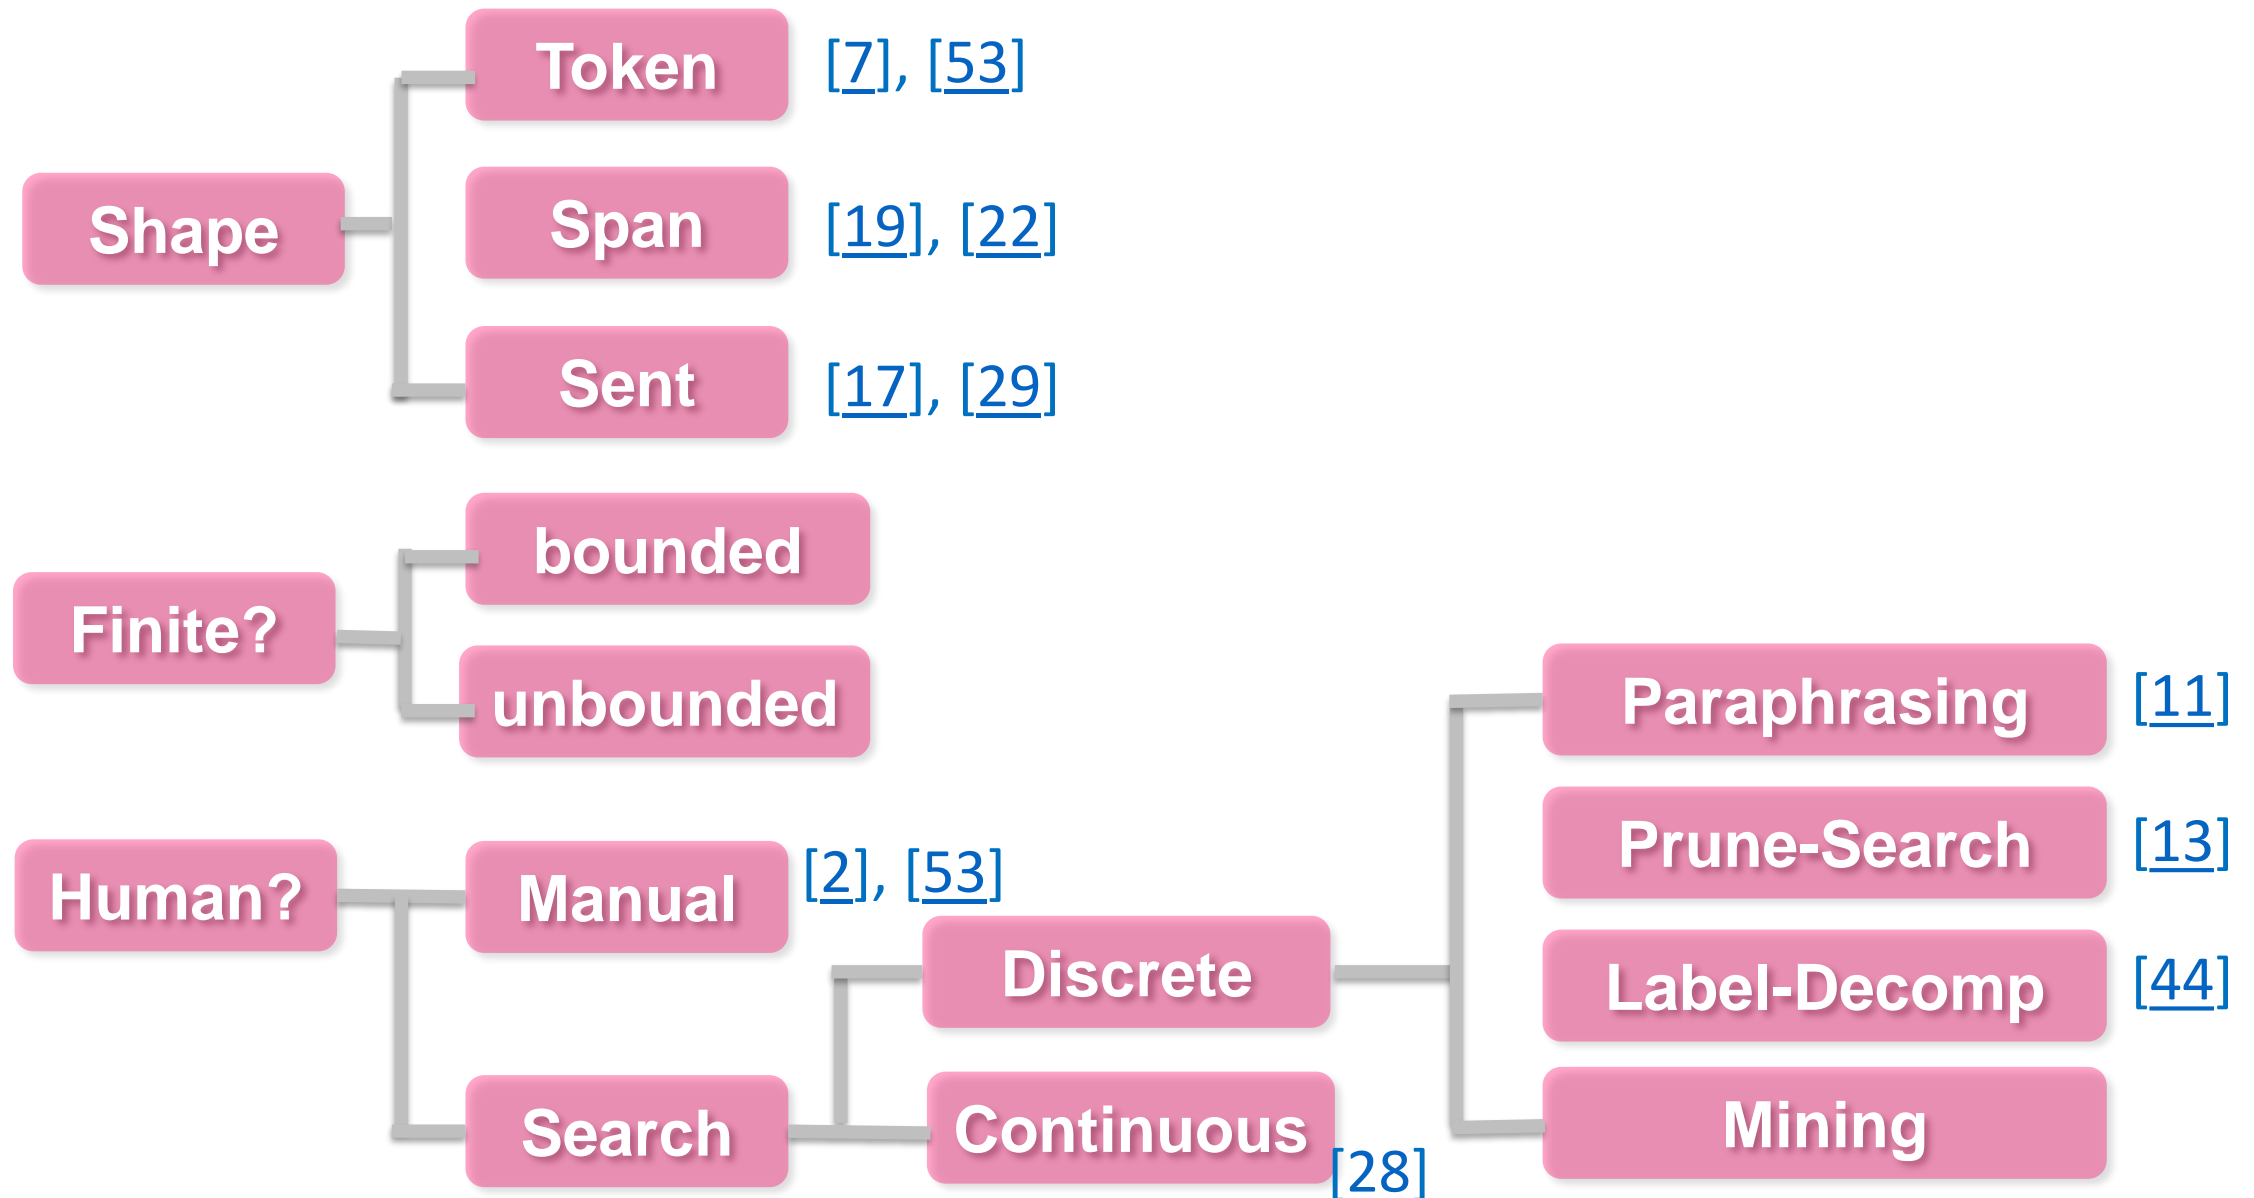 Token [7], [53]
Shape
Span [19], [22]
Sent [17], [29]
bounded
Finite?
unbounded
Human?
Manual [2], [53]
Search
Discrete
Continuous [28]
Paraphrasing [11]
Prune-Search [13]
Label-Decomp [44]
Mining